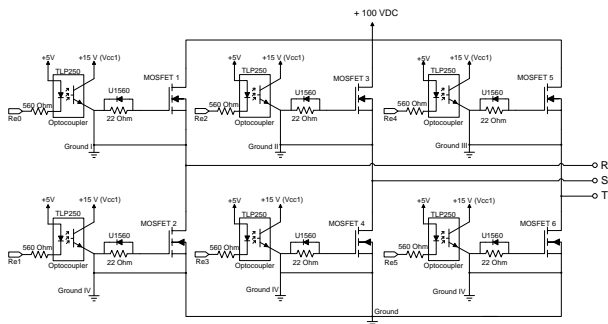 + 100 VDC
+5V
TLP250
+15 V (Vcc1)
MOSFET 1
U1560
560 Ohm
Re0
22 Ohm
Optocoupler
Ground I
+5V
TLP250
+15 V (Vcc1)
MOSFET 3
U1560
560 Ohm
Re2
22 Ohm
Optocoupler
Ground II
+5V
TLP250
+15 V (Vcc1)
MOSFET 5
U1560
560 Ohm
Re4
22 Ohm
Optocoupler
Ground III
R
S
T
+5V
TLP250
+15 V (Vcc1)
MOSFET 2
U1560
560 Ohm
Re1
22 Ohm
Optocoupler
Ground IV
+5V
TLP250
+15 V (Vcc1)
MOSFET 4
U1560
560 Ohm
Re3
22 Ohm
Optocoupler
Ground IV
+5V
TLP250
+15 V (Vcc1)
MOSFET 6
U1560
560 Ohm
Re5
22 Ohm
Optocoupler
Ground IV
Ground